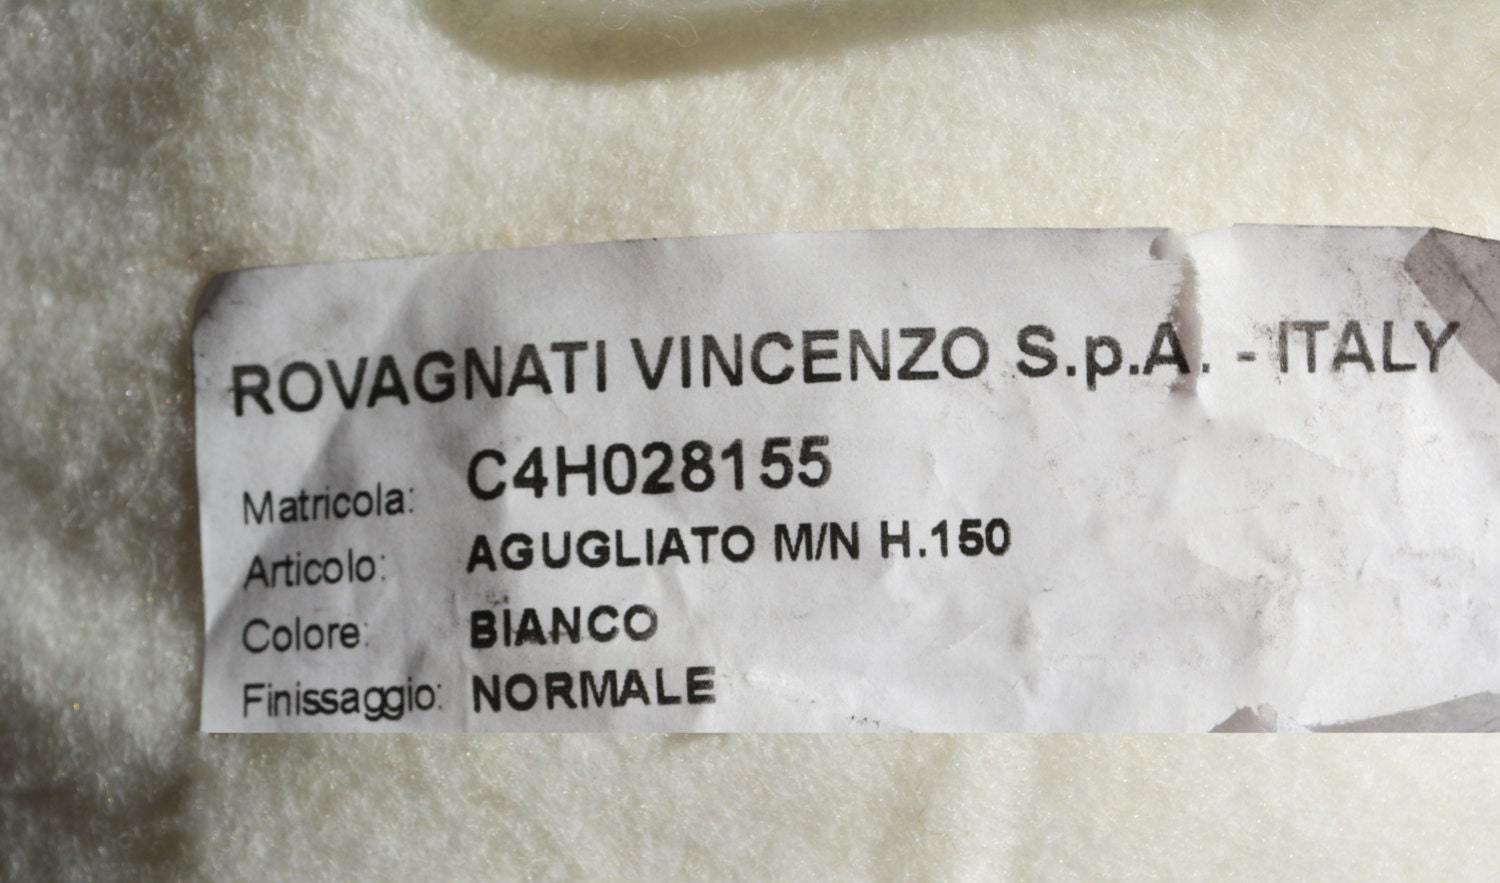 ROVAGNATI VINCENZO S.p.A. - ITALY
Matricola: C4H028155
Articolo: AGUGLIATO M/N H.150
Colore: BIANCO
Finissaggio: NORMALE